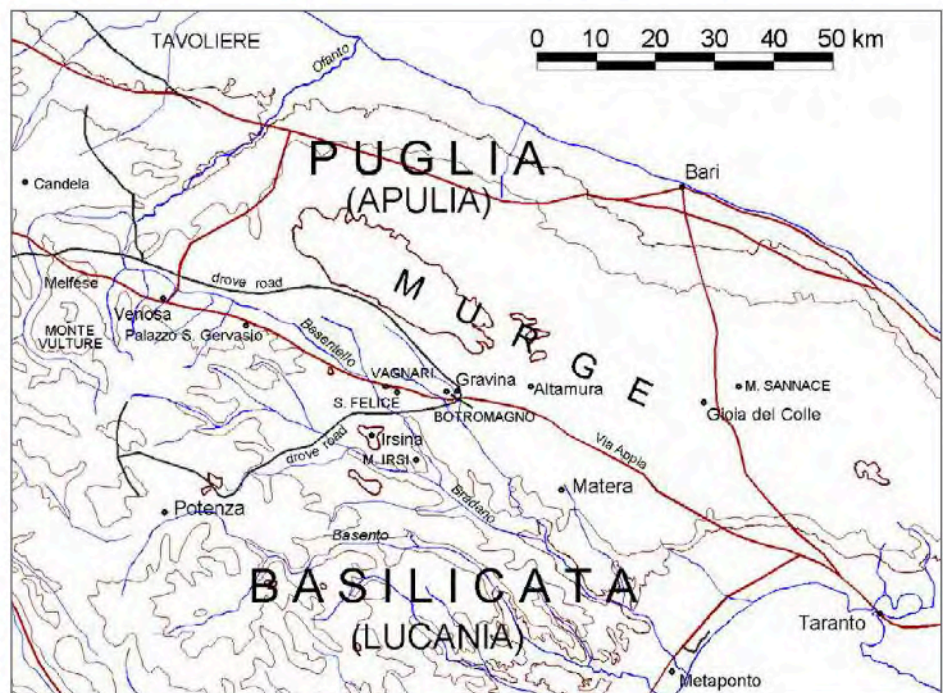 TAVOLIERE
Ofanto
0 10 20 30 40 50 km
PUGLIA
(APULIA)
Bari
Candela
MURGE
drove road
Melfese
Venosa
MONTE
VULTURE
Palazzo S. Gervasio
Basentello
VAGNARI
Gravina
Altamura
M. SANNACE
S. FELICE
BOTROMAGNO
Gioia del Colle
Irsina
drove road
M. IRSI
Via Appia
Matera
Bradano
Potenza
Basento
BASILICATA
(LUCANIA)
Taranto
Metaponto